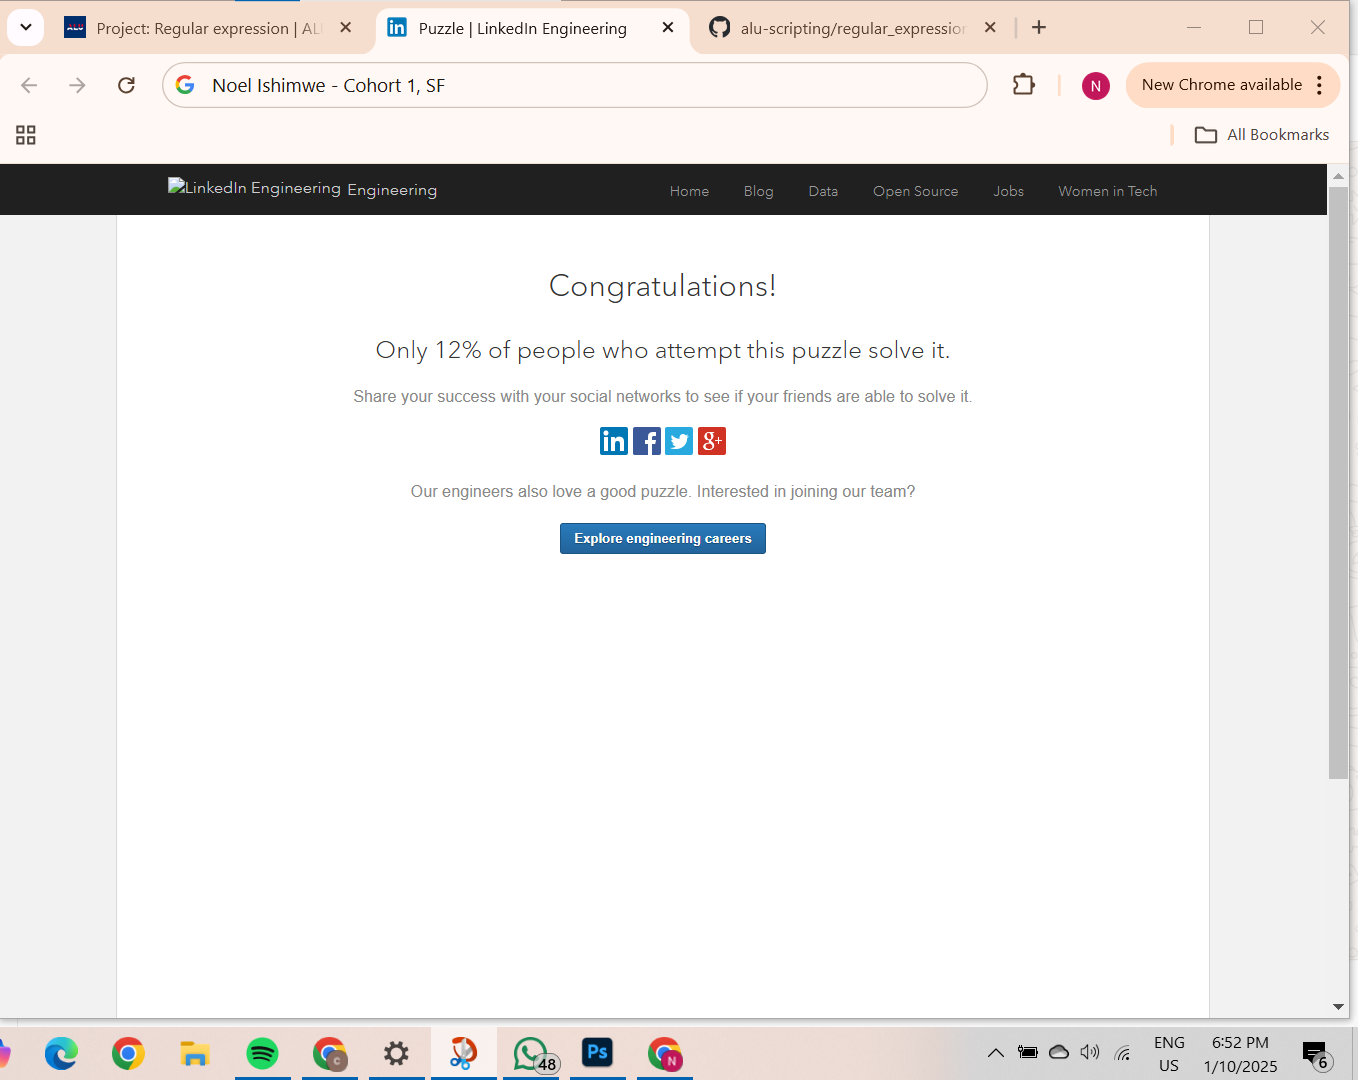 Project: Regular expression | AL
Puzzle | LinkedIn Engineering
alu-scripting/regular_expression
Noel Ishimwe - Cohort 1, SF
N
New Chrome available
All Bookmarks
LinkedIn Engineering Engineering
Home
Blog
Data
Open Source
Jobs
Women in Tech
Congratulations!
Only 12% of people who attempt this puzzle solve it.
Share your success with your social networks to see if your friends are able to solve it.
in f g+
Our engineers also love a good puzzle. Interested in joining our team?
Explore engineering careers
C
48
Ps
N
ENG
US
6:52 PM
1/10/2025
6